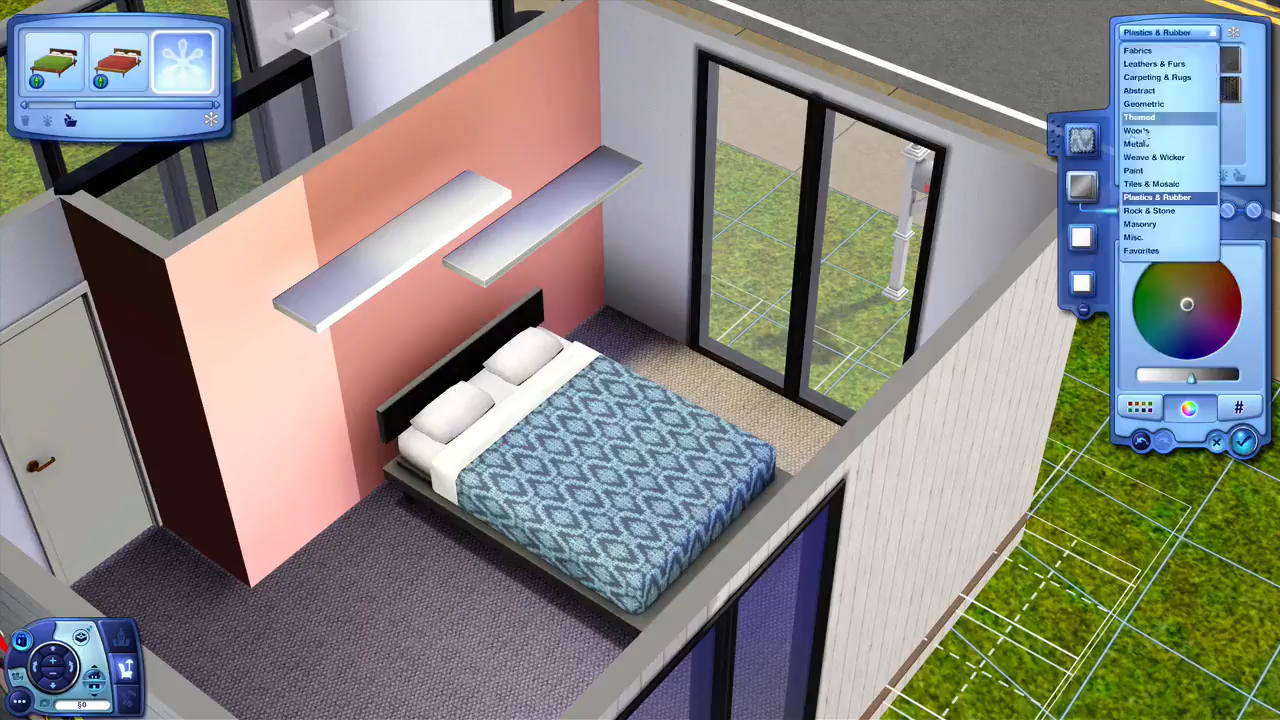 Plastics & Rubber
Fabrics
Leathers & Furs
Carpeting & Rugs
Abstract
Geometric
Themed
Woods
Metals
Weave & Wicker
Paint
Tiles & Mosaic
Plastics & Rubber
Rock & Stone
Masonry
Misc.
Favorites
#
§0